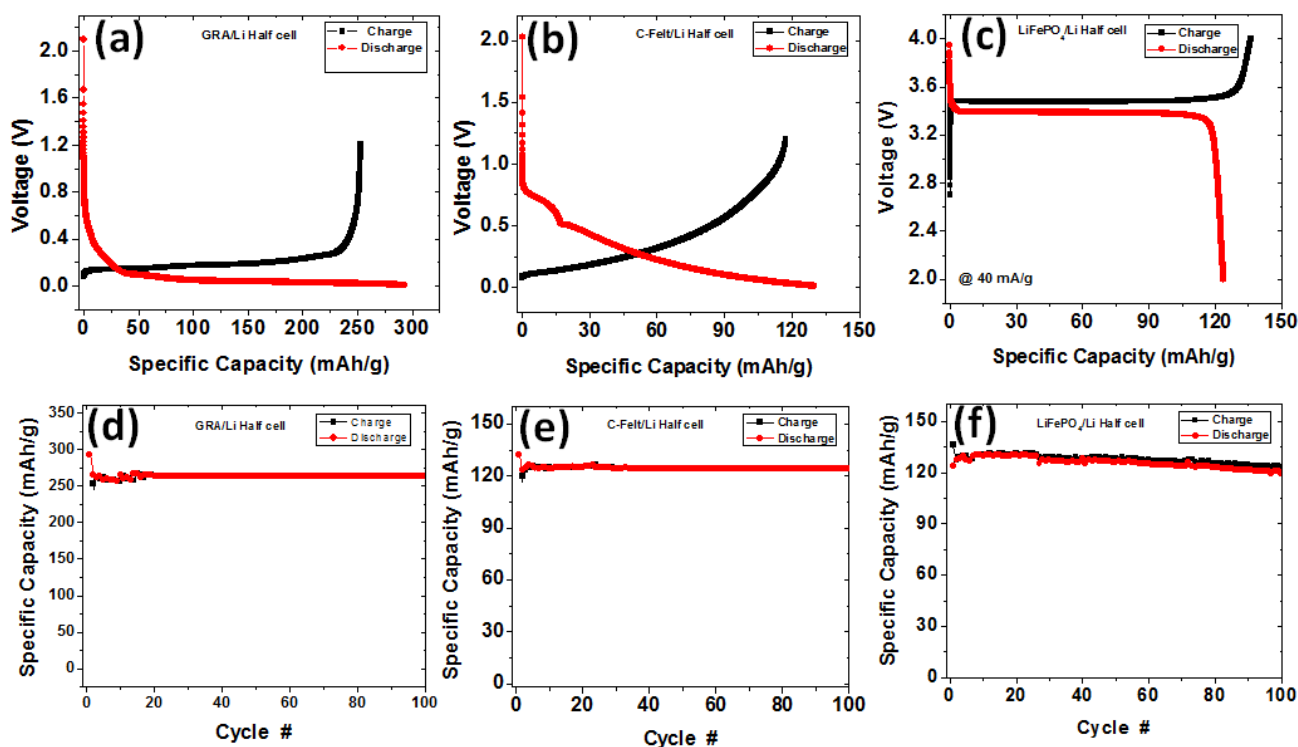 (a)
GRA/Li Half cell
Charge
Discharge
2.0
1.6
1.2
0.8
0.4
0.0
Voltage (V)
0 50 100 150 200 250 300
Specific Capacity (mAh/g)
(b)
C-Felt/Li Half cell
Charge
Discharge
2.0
1.5
1.0
0.5
0.0
Voltage (V)
0 30 60 90 120 150
Specific Capacity (mAh/g)
(c)
LiFePO4/Li Half cell
Charge
Discharge
4.0
3.6
3.2
2.8
2.4
2.0
Voltage (V)
@ 40 mA/g
0 30 60 90 120 150
Specific Capacity (mAh/g)
(d)
GRA/Li Half cell
Charge
Discharge
350
300
250
200
150
100
50
0
Specific Capacity (mAh/g)
0 20 40 60 80 100
Cycle #
(e)
C-Felt/Li Half cell
Charge
Discharge
150
120
90
60
30
0
Specific Capacity (mAh/g)
0 20 40 60 80 100
Cycle #
(f)
LiFePO4/Li Half cell
Charge
Discharge
150
120
90
60
30
0
Specific Capacity (mAh/g)
0 20 40 60 80 100
Cycle #